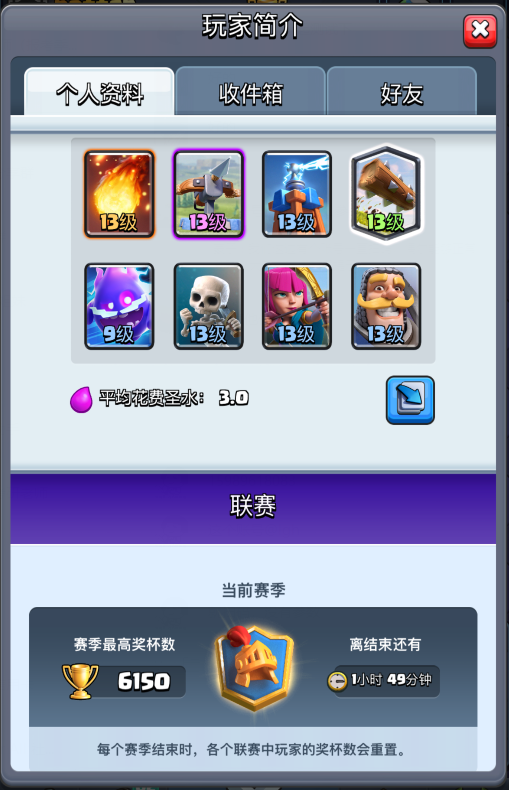 玩家简介
个人资料 收件箱 好友
13级 13级 13级 13级
9级 13级 13级 13级
平均花费圣水： 3.0
联赛
当前赛季
赛季最高奖杯数 离结束还有
6150 1小时 49分钟
每个赛季结束时，各个联赛中玩家的奖杯数会重置。